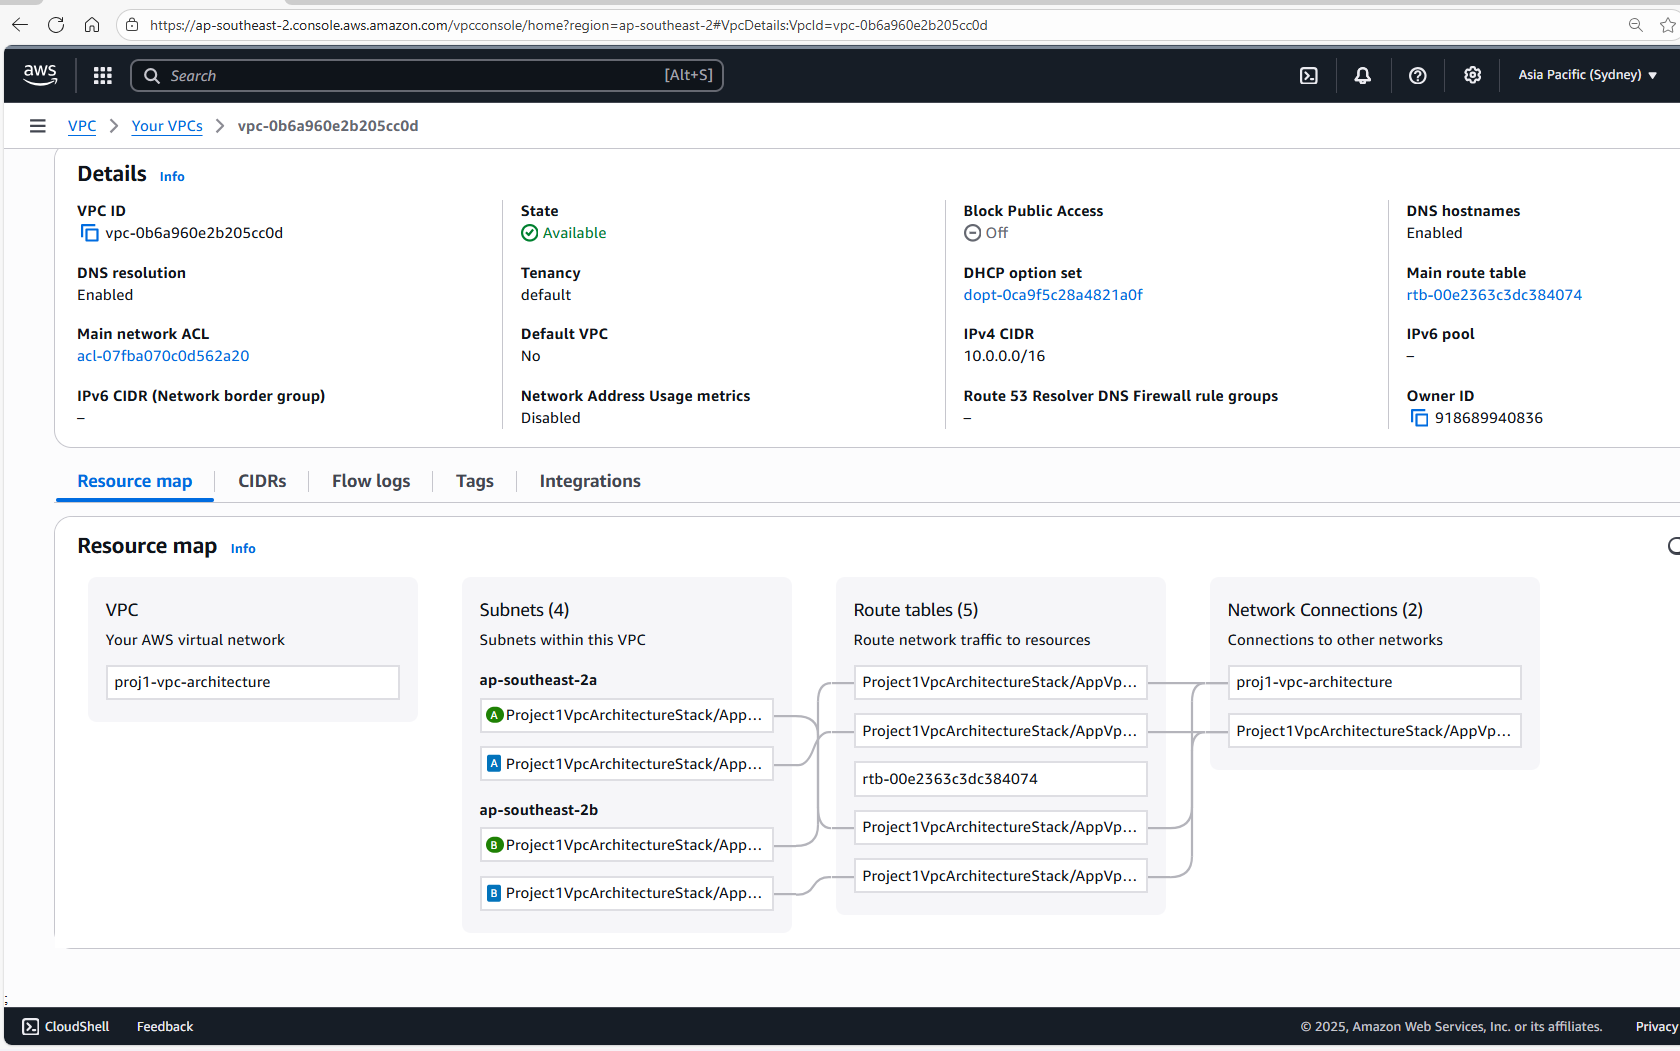 https://ap-southeast-2.console.aws.amazon.com/vpcconsole/home?region=ap-southeast-2#VpcDetails:VpcId=vpc-0b6a960e2b205cc0d
aws Search [Alt+S] Asia Pacific (Sydney)
VPC Your VPCs vpc-0b6a960e2b205cc0d
Details Info
VPC ID
vpc-0b6a960e2b205cc0d
State
Available
Block Public Access
Off
DNS hostnames
Enabled
DNS resolution
Enabled
Tenancy
default
DHCP option set
dopt-0ca9f5c28a4821a0f
Main route table
rtb-00e2363c3dc384074
Main network ACL
acl-07fba070c0d562a20
Default VPC
No
IPv4 CIDR
10.0.0.0/16
IPv6 pool
–
IPv6 CIDR (Network border group)
–
Network Address Usage metrics
Disabled
Route 53 Resolver DNS Firewall rule groups
–
Owner ID
918689940836
Resource map CIDRs Flow logs Tags Integrations
Resource map Info
VPC
Your AWS virtual network
proj1-vpc-architecture
Subnets (4)
Subnets within this VPC
ap-southeast-2a
A Project1VpcArchitectureStack/App...
A Project1VpcArchitectureStack/App...
ap-southeast-2b
B Project1VpcArchitectureStack/App...
B Project1VpcArchitectureStack/App...
Route tables (5)
Route network traffic to resources
Project1VpcArchitectureStack/AppVp...
Project1VpcArchitectureStack/AppVp...
rtb-00e2363c3dc384074
Project1VpcArchitectureStack/AppVp...
Project1VpcArchitectureStack/AppVp...
Network Connections (2)
Connections to other networks
proj1-vpc-architecture
Project1VpcArchitectureStack/AppVp...
CloudShell Feedback © 2025, Amazon Web Services, Inc. or its affiliates. Privacy